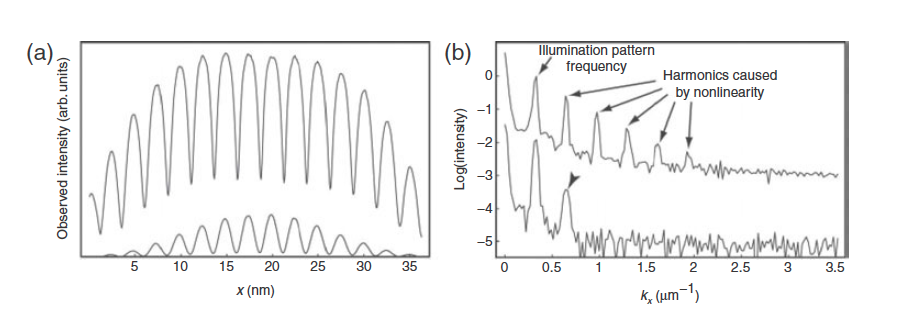 (a)
Observed intensity (arb. units)
5 10 15 20 25 30 35
x (nm)
(b)
Log(intensity)
0
–1
–2
–3
–4
–5
Illumination pattern
frequency
Harmonics caused
by nonlinearity
0 0.5 1 1.5 2 2.5 3 3.5
kx (μm−1)